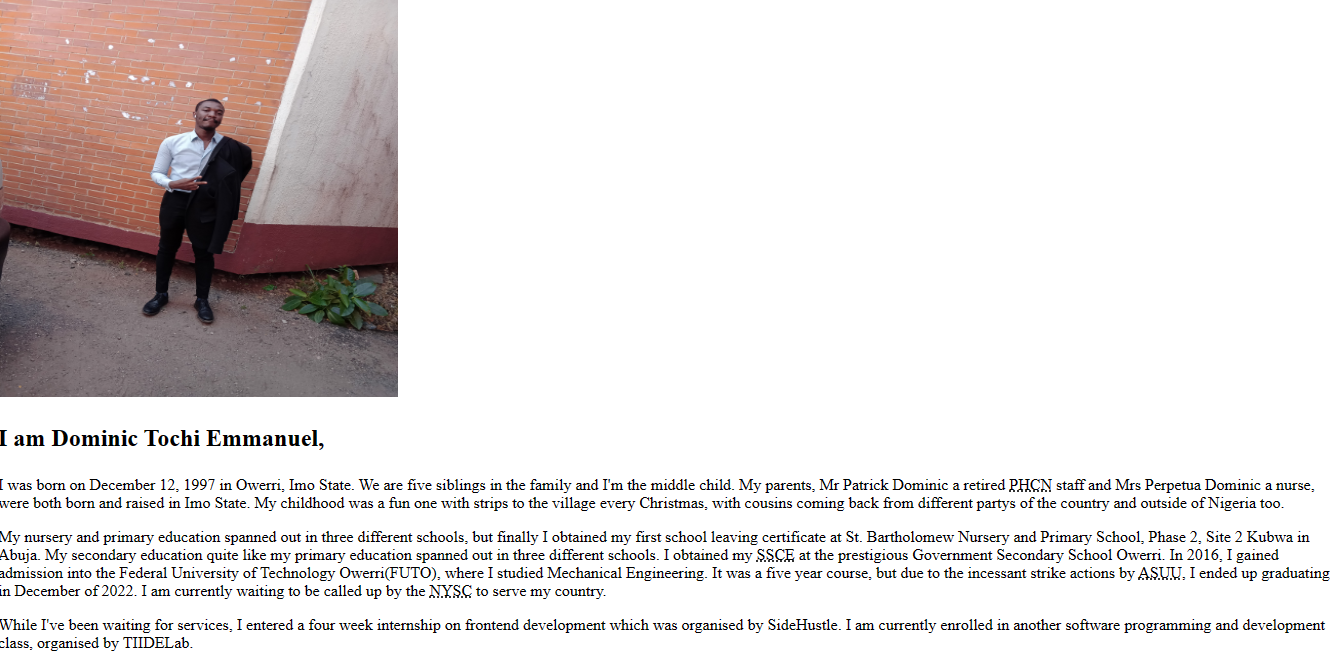 I am Dominic Tochi Emmanuel,
I was born on December 12, 1997 in Owerri, Imo State. We are five siblings in the family and I'm the middle child. My parents, Mr Patrick Dominic a retired PHCN staff and Mrs Perpetua Dominic a nurse,
were both born and raised in Imo State. My childhood was a fun one with strips to the village every Christmas, with cousins coming back from different partys of the country and outside of Nigeria too.
My nursery and primary education spanned out in three different schools, but finally I obtained my first school leaving certificate at St. Bartholomew Nursery and Primary School, Phase 2, Site 2 Kubwa in
Abuja. My secondary education quite like my primary education spanned out in three different schools. I obtained my SSCE at the prestigious Government Secondary School Owerri. In 2016, I gained
admission into the Federal University of Technology Owerri(FUTO), where I studied Mechanical Engineering. It was a five year course, but due to the incessant strike actions by ASUU, I ended up graduating
in December of 2022. I am currently waiting to be called up by the NYSC to serve my country.
While I've been waiting for services, I entered a four week internship on frontend development which was organised by SideHustle. I am currently enrolled in another software programming and development
class, organised by TIIDELab.